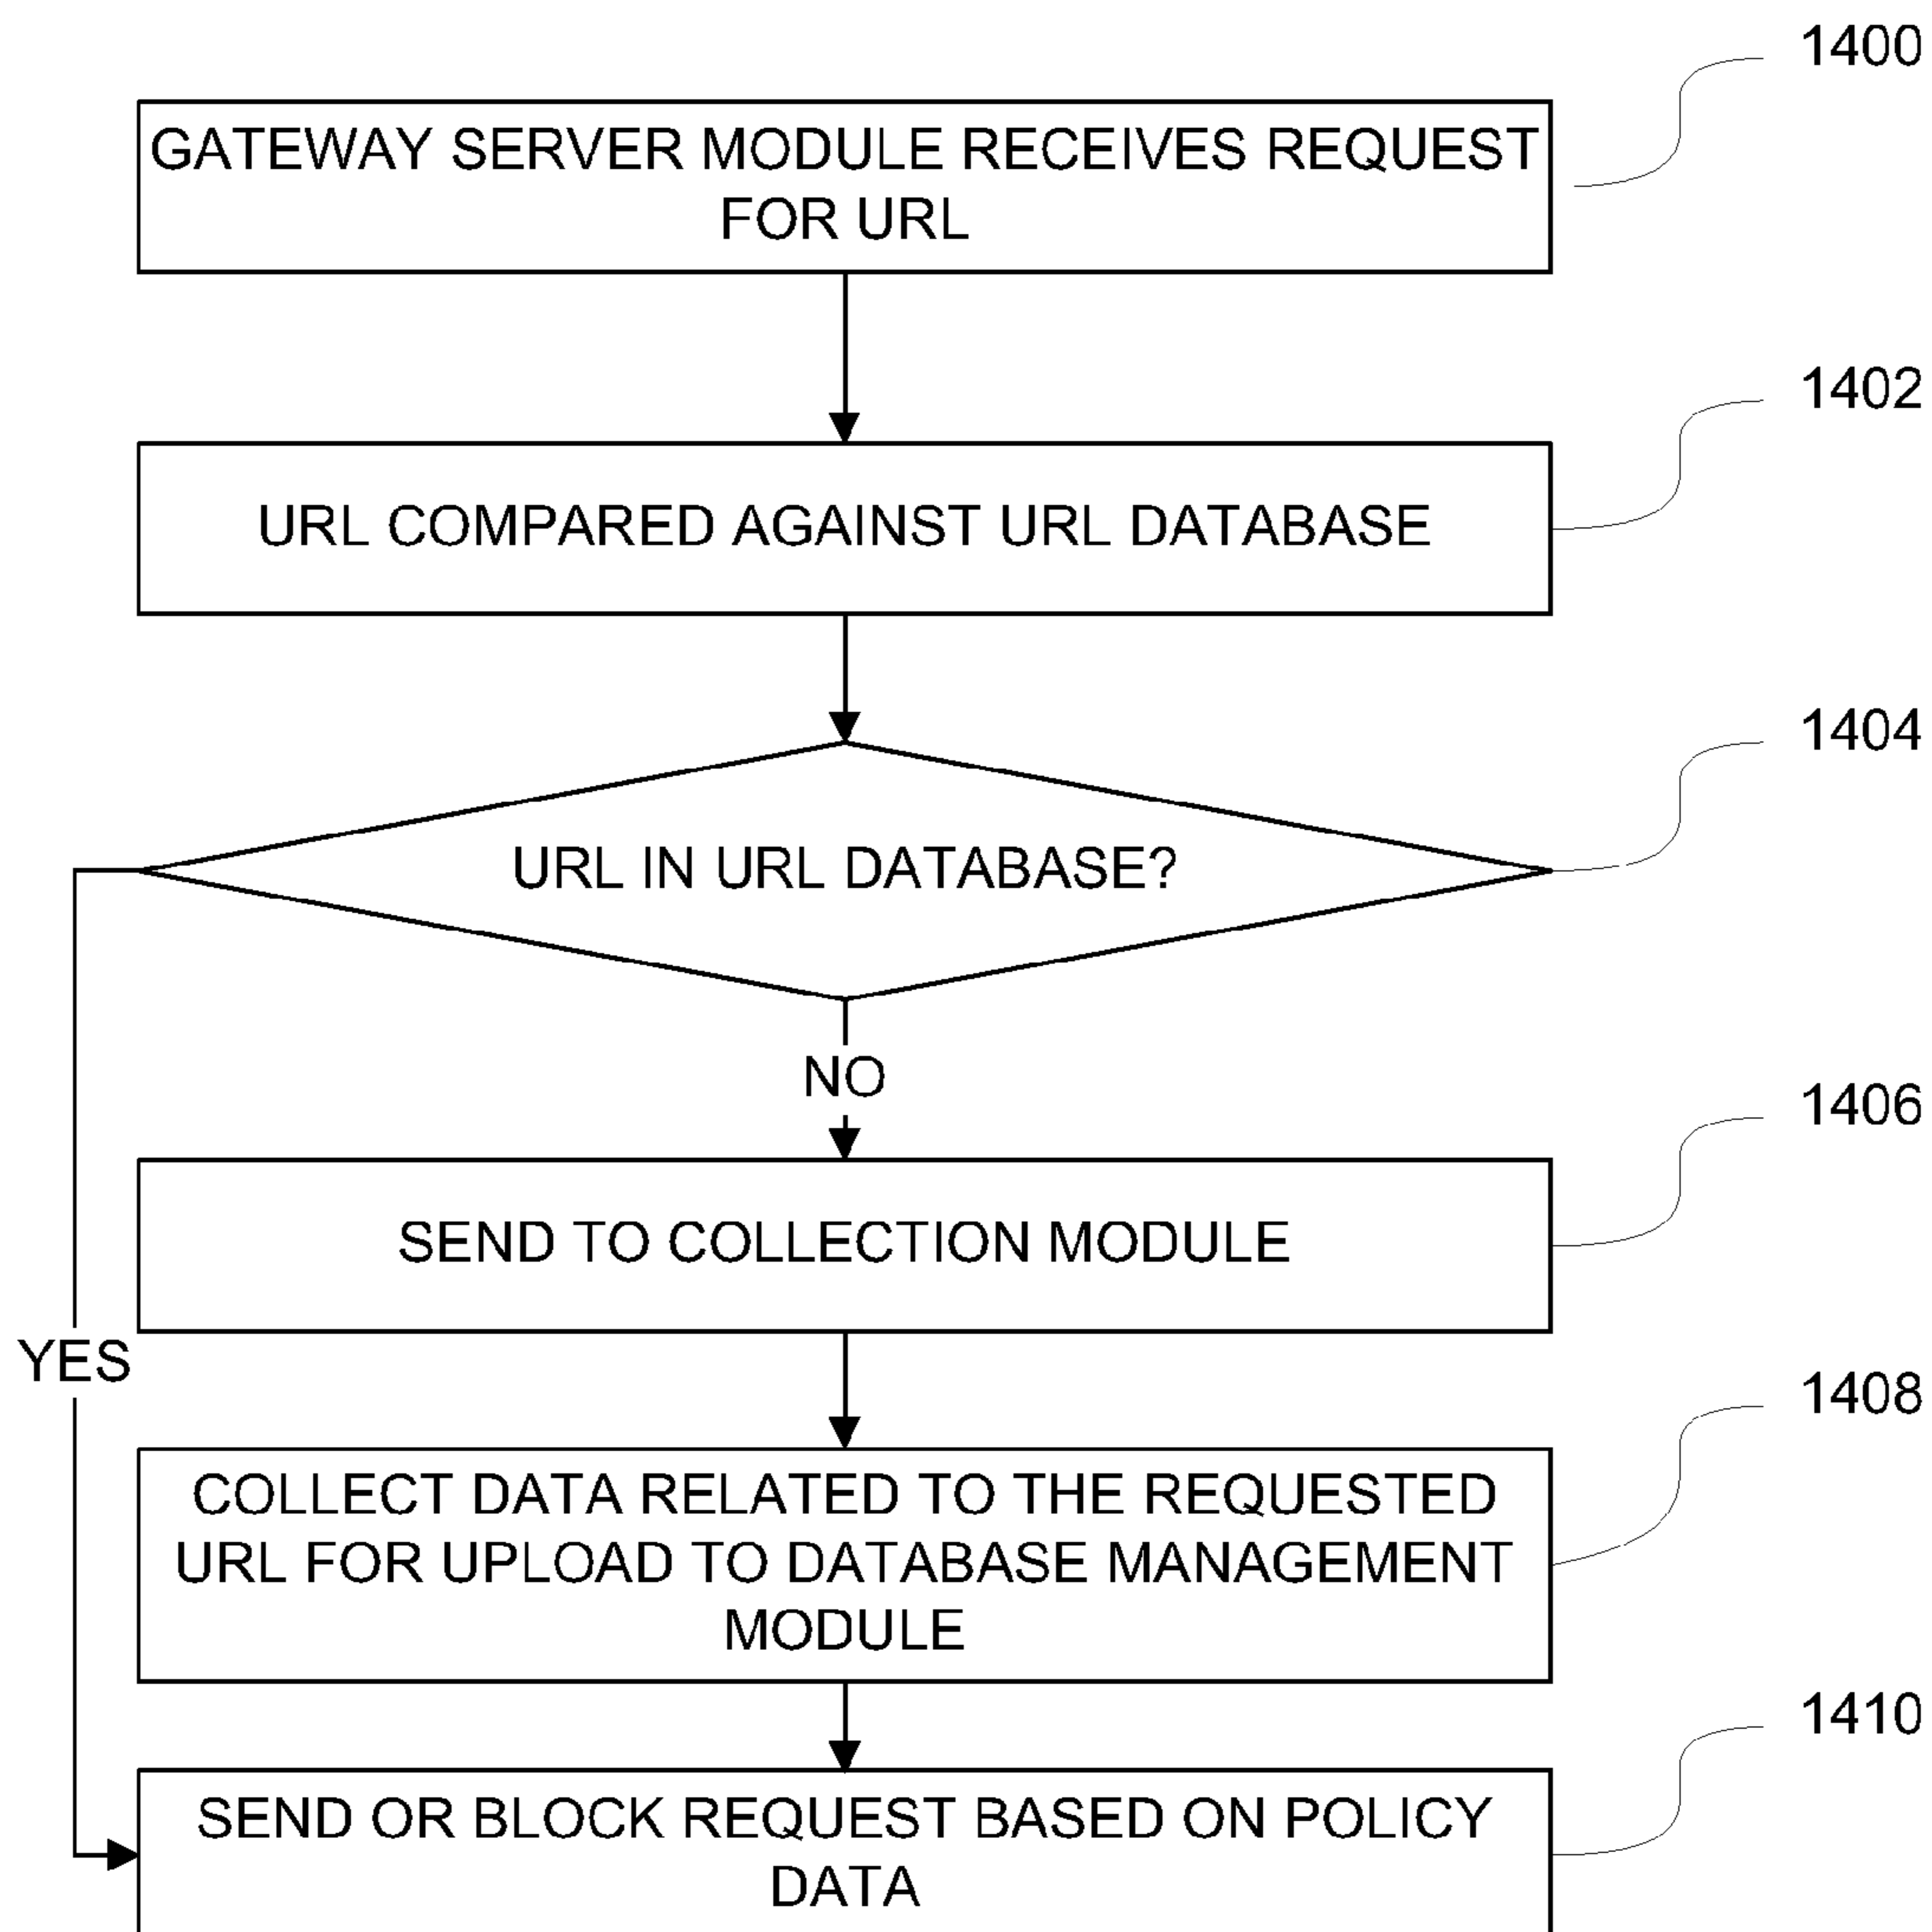 1400
GATEWAY SERVER MODULE RECEIVES REQUEST
FOR URL
1402
URL COMPARED AGAINST URL DATABASE
1404
URL IN URL DATABASE?
NO
1406
SEND TO COLLECTION MODULE
YES
1408
COLLECT DATA RELATED TO THE REQUESTED
URL FOR UPLOAD TO DATABASE MANAGEMENT
MODULE
1410
SEND OR BLOCK REQUEST BASED ON POLICY
DATA